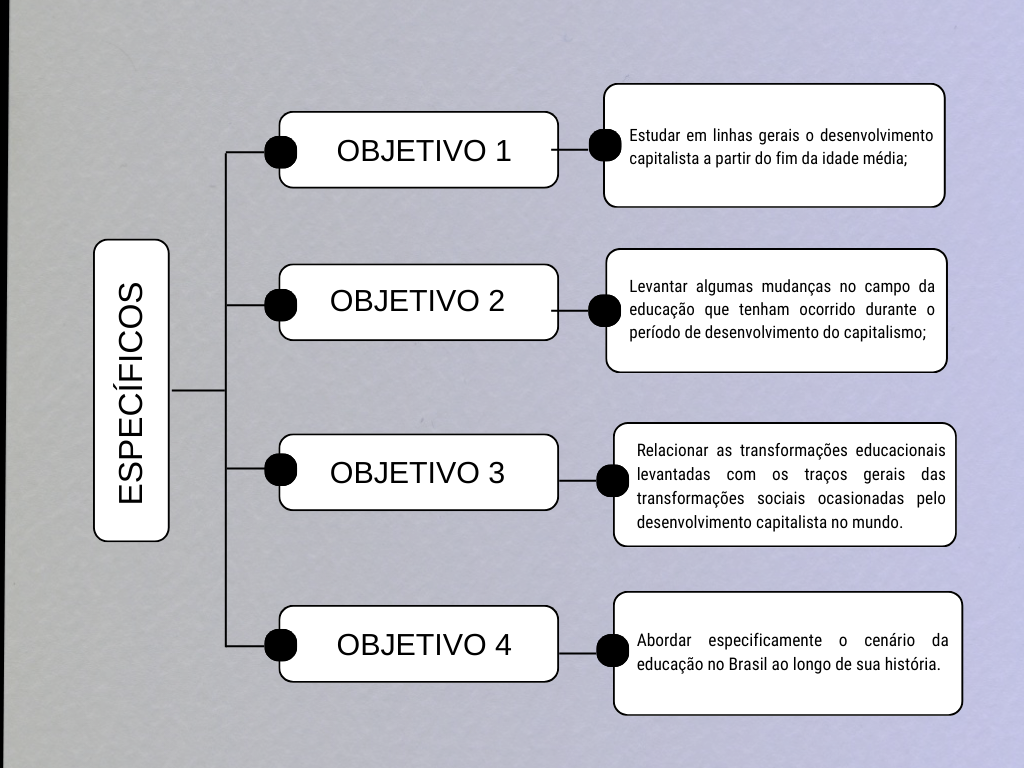 ESPECÍFICOS
OBJETIVO 1
Estudar em linhas gerais o desenvolvimento
capitalista a partir do fim da idade média;
OBJETIVO 2
Levantar algumas mudanças no campo da
educação que tenham ocorrido durante o
período de desenvolvimento do capitalismo;
OBJETIVO 3
Relacionar as transformações educacionais
levantadas com os traços gerais das
transformações sociais ocasionadas pelo
desenvolvimento capitalista no mundo.
OBJETIVO 4
Abordar especificamente o cenário da
educação no Brasil ao longo de sua história.